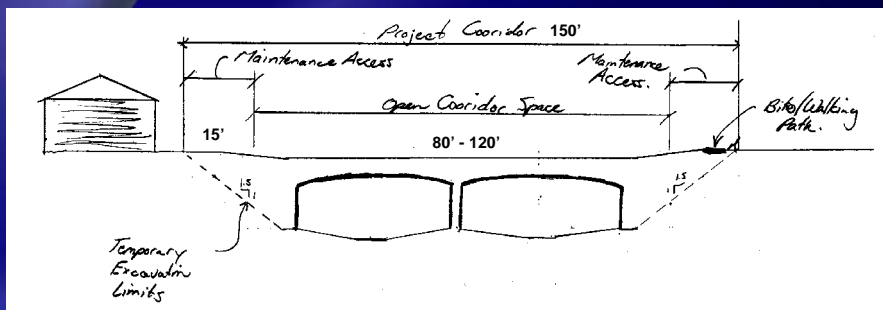 Project Cooridor 150'
Maintenance Access
Maintenance
Access.
Open Cooridor Space
Bike/Walking
Path.
15'
80' - 120'
1.5
1
1.5
1
Temporary
Excavation
Limits